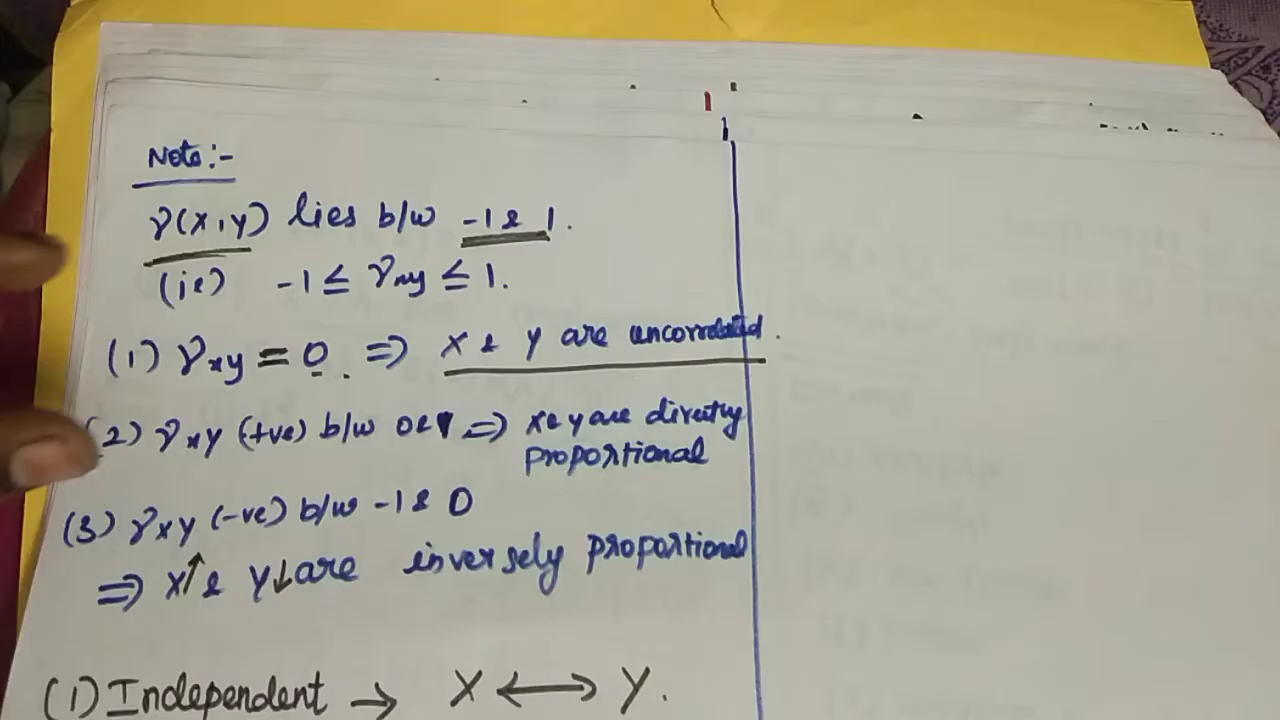 Note:-
γ(X,Y) lies b/w -1 & 1.
(ie) -1 ≤ γxy ≤ 1.
(1) γxy = 0. ⇒ X & Y are uncorrelated.
(2) γxy (+ve) b/w 0 & 1 ⇒ X & Y are directly
proportional
(3) γxy (-ve) b/w -1 & 0
⇒ X↑ & Y↓ are inversely proportional
(1) Independent → X ↔ Y.